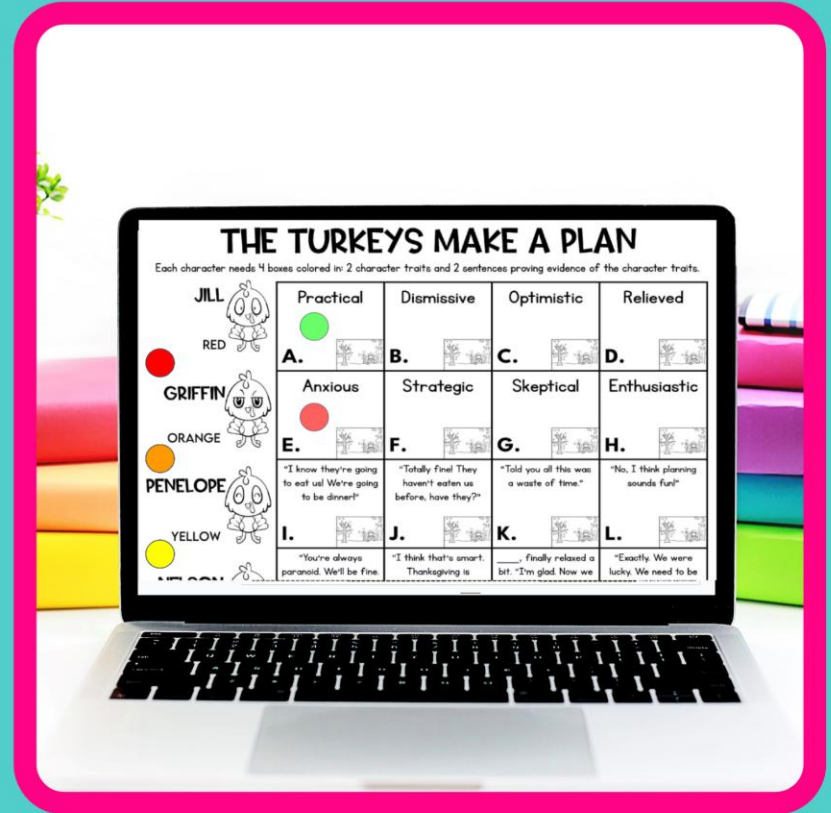 THE TURKEYS MAKE A PLAN
Each character needs 4 boxes colored in: 2 character traits and 2 sentences proving evidence of the character traits.
JILL
RED
GRIFFIN
ORANGE
PENELOPE
YELLOW
NELSON
Practical
A.
Dismissive
B.
Optimistic
C.
Relieved
D.
Anxious
E.
Strategic
F.
Skeptical
G.
Enthusiastic
H.
"I know they're going
to eat us! We're going
to be dinner!"
I.
"Totally fine! They
haven't eaten us
before, have they?"
J.
"Told you all this was
a waste of time."
K.
"No, I think planning
sounds fun!"
L.
"You're always
paranoid. We'll be fine.
"I think that's smart.
Thanksgiving is
____, finally relaxed a
bit. "I'm glad. Now we
"Exactly. We were
lucky. We need to be